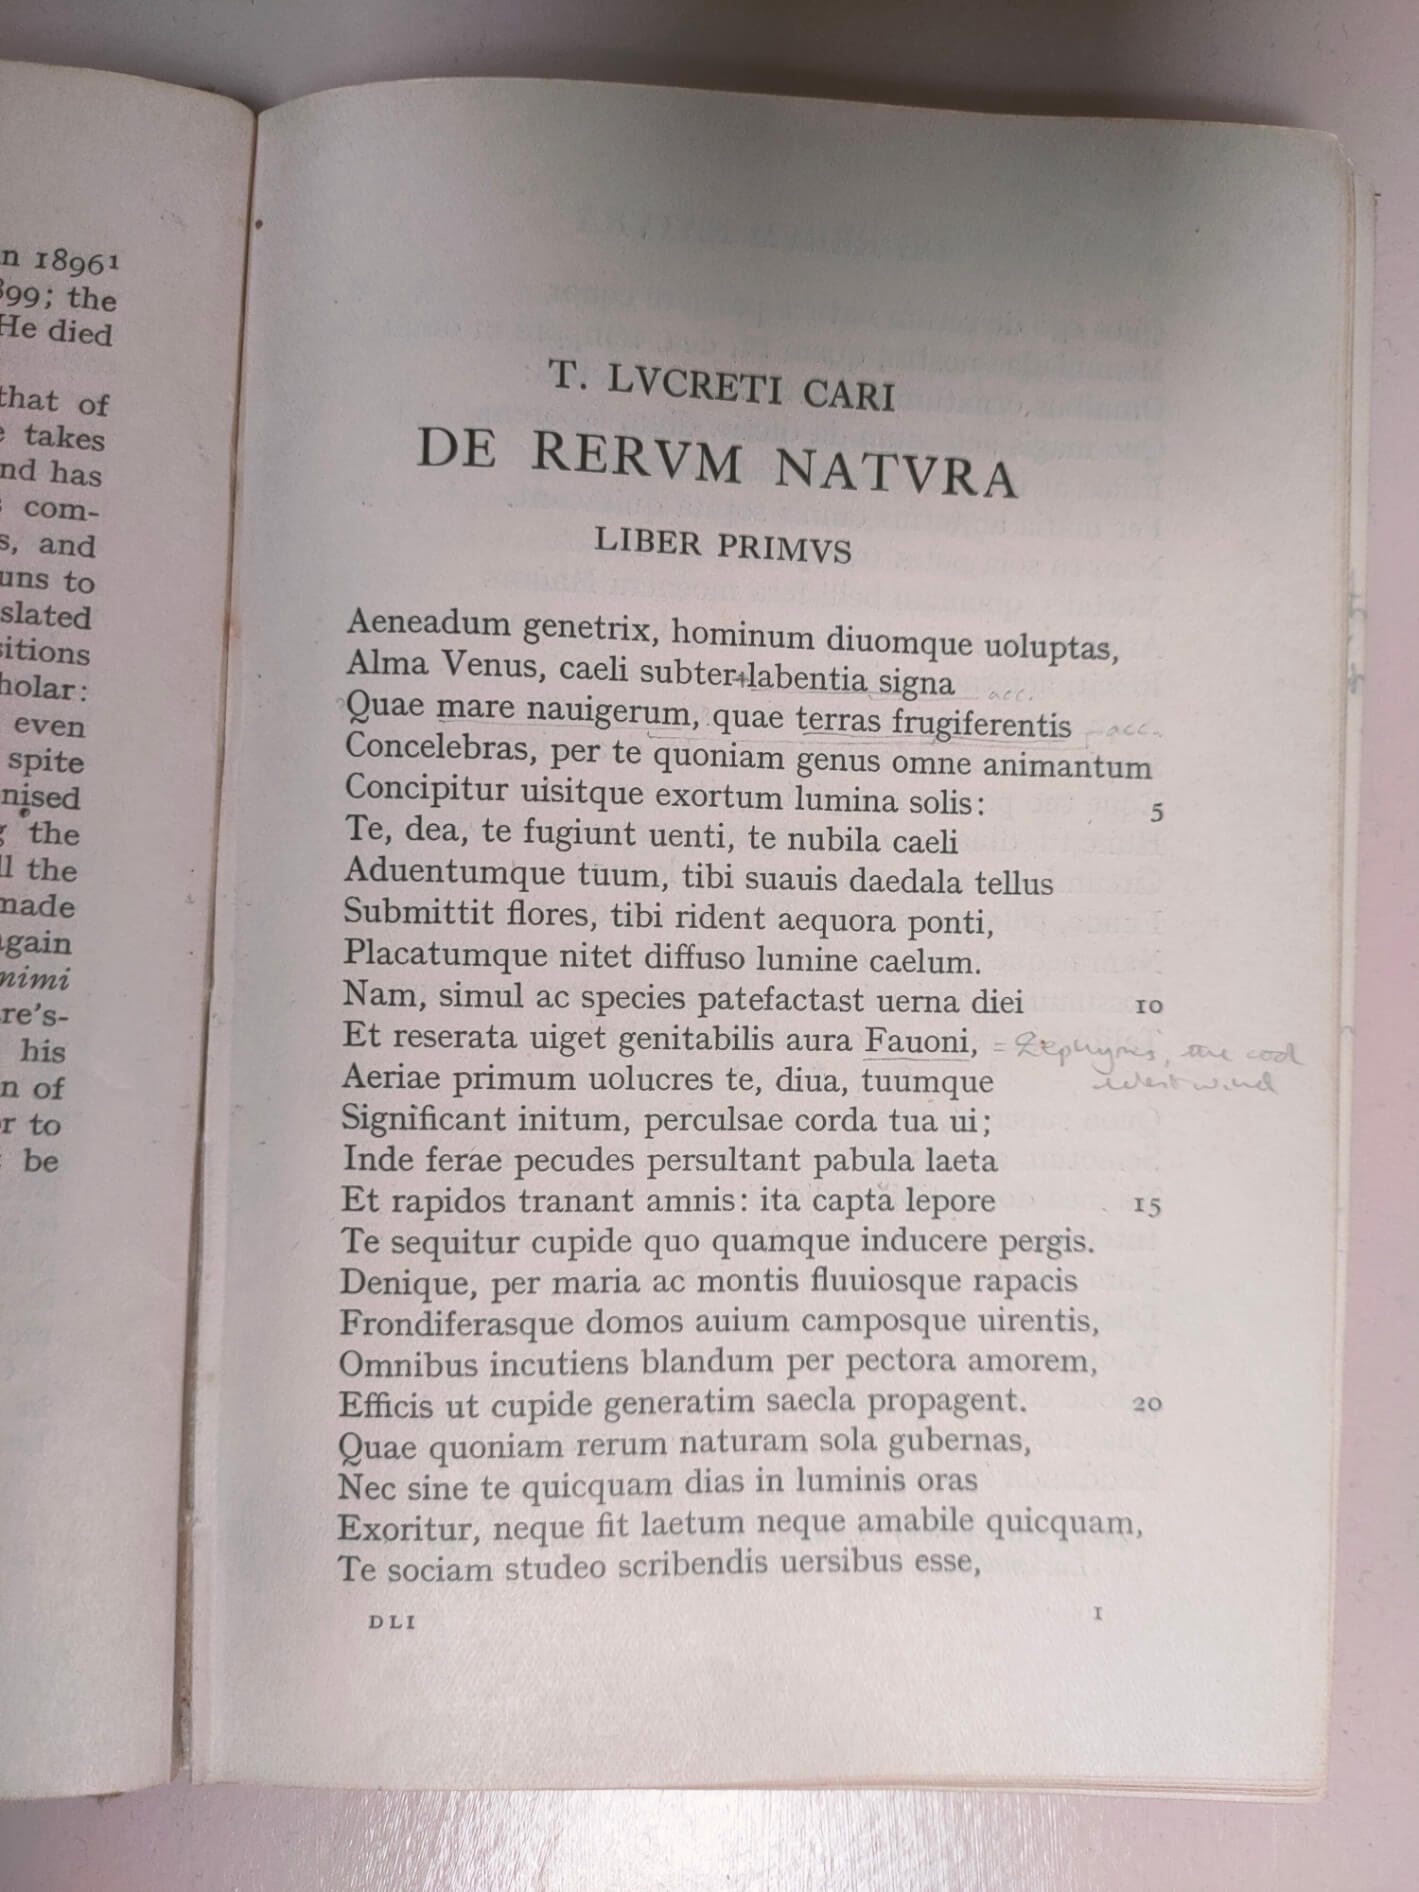 n 1896¹
899; the
He died
that of
e takes
nd has
com-
s, and
uns to
slated
sitions
holar:
even
spite
nised
g the
ll the
made
again
nimi
re's-
his
n of
r to
be
T. LVCRETI CARI
DE RERVM NATVRA
LIBER PRIMVS
Aeneadum genetrix, hominum diuomque uoluptas,
Alma Venus, caeli subter labentia signa acc.
Quae mare nauigerum, quae terras frugiferentis acc.
Concelebras, per te quoniam genus omne animantum
Concipitur uisitque exortum lumina solis: 5
Te, dea, te fugiunt uenti, te nubila caeli
Aduentumque tuum, tibi suauis daedala tellus
Submittit flores, tibi rident aequora ponti,
Placatumque nitet diffuso lumine caelum.
Nam, simul ac species patefactast uerna diei 10
Et reserata uiget genitabilis aura Fauoni, = Zephyrus, the
Aeriae primum uolucres te, diua, tuumque west wind
Significant initum, perculsae corda tua ui;
Inde ferae pecudes persultant pabula laeta
Et rapidos tranant amnis: ita capta lepore 15
Te sequitur cupide quo quamque inducere pergis.
Denique, per maria ac montis fluuiosque rapacis
Frondiferasque domos auium camposque uirentis,
Omnibus incutiens blandum per pectora amorem,
Efficis ut cupide generatim saecla propagent. 20
Quae quoniam rerum naturam sola gubernas,
Nec sine te quicquam dias in luminis oras
Exoritur, neque fit laetum neque amabile quicquam,
Te sociam studeo scribendis uersibus esse,
DLI 1